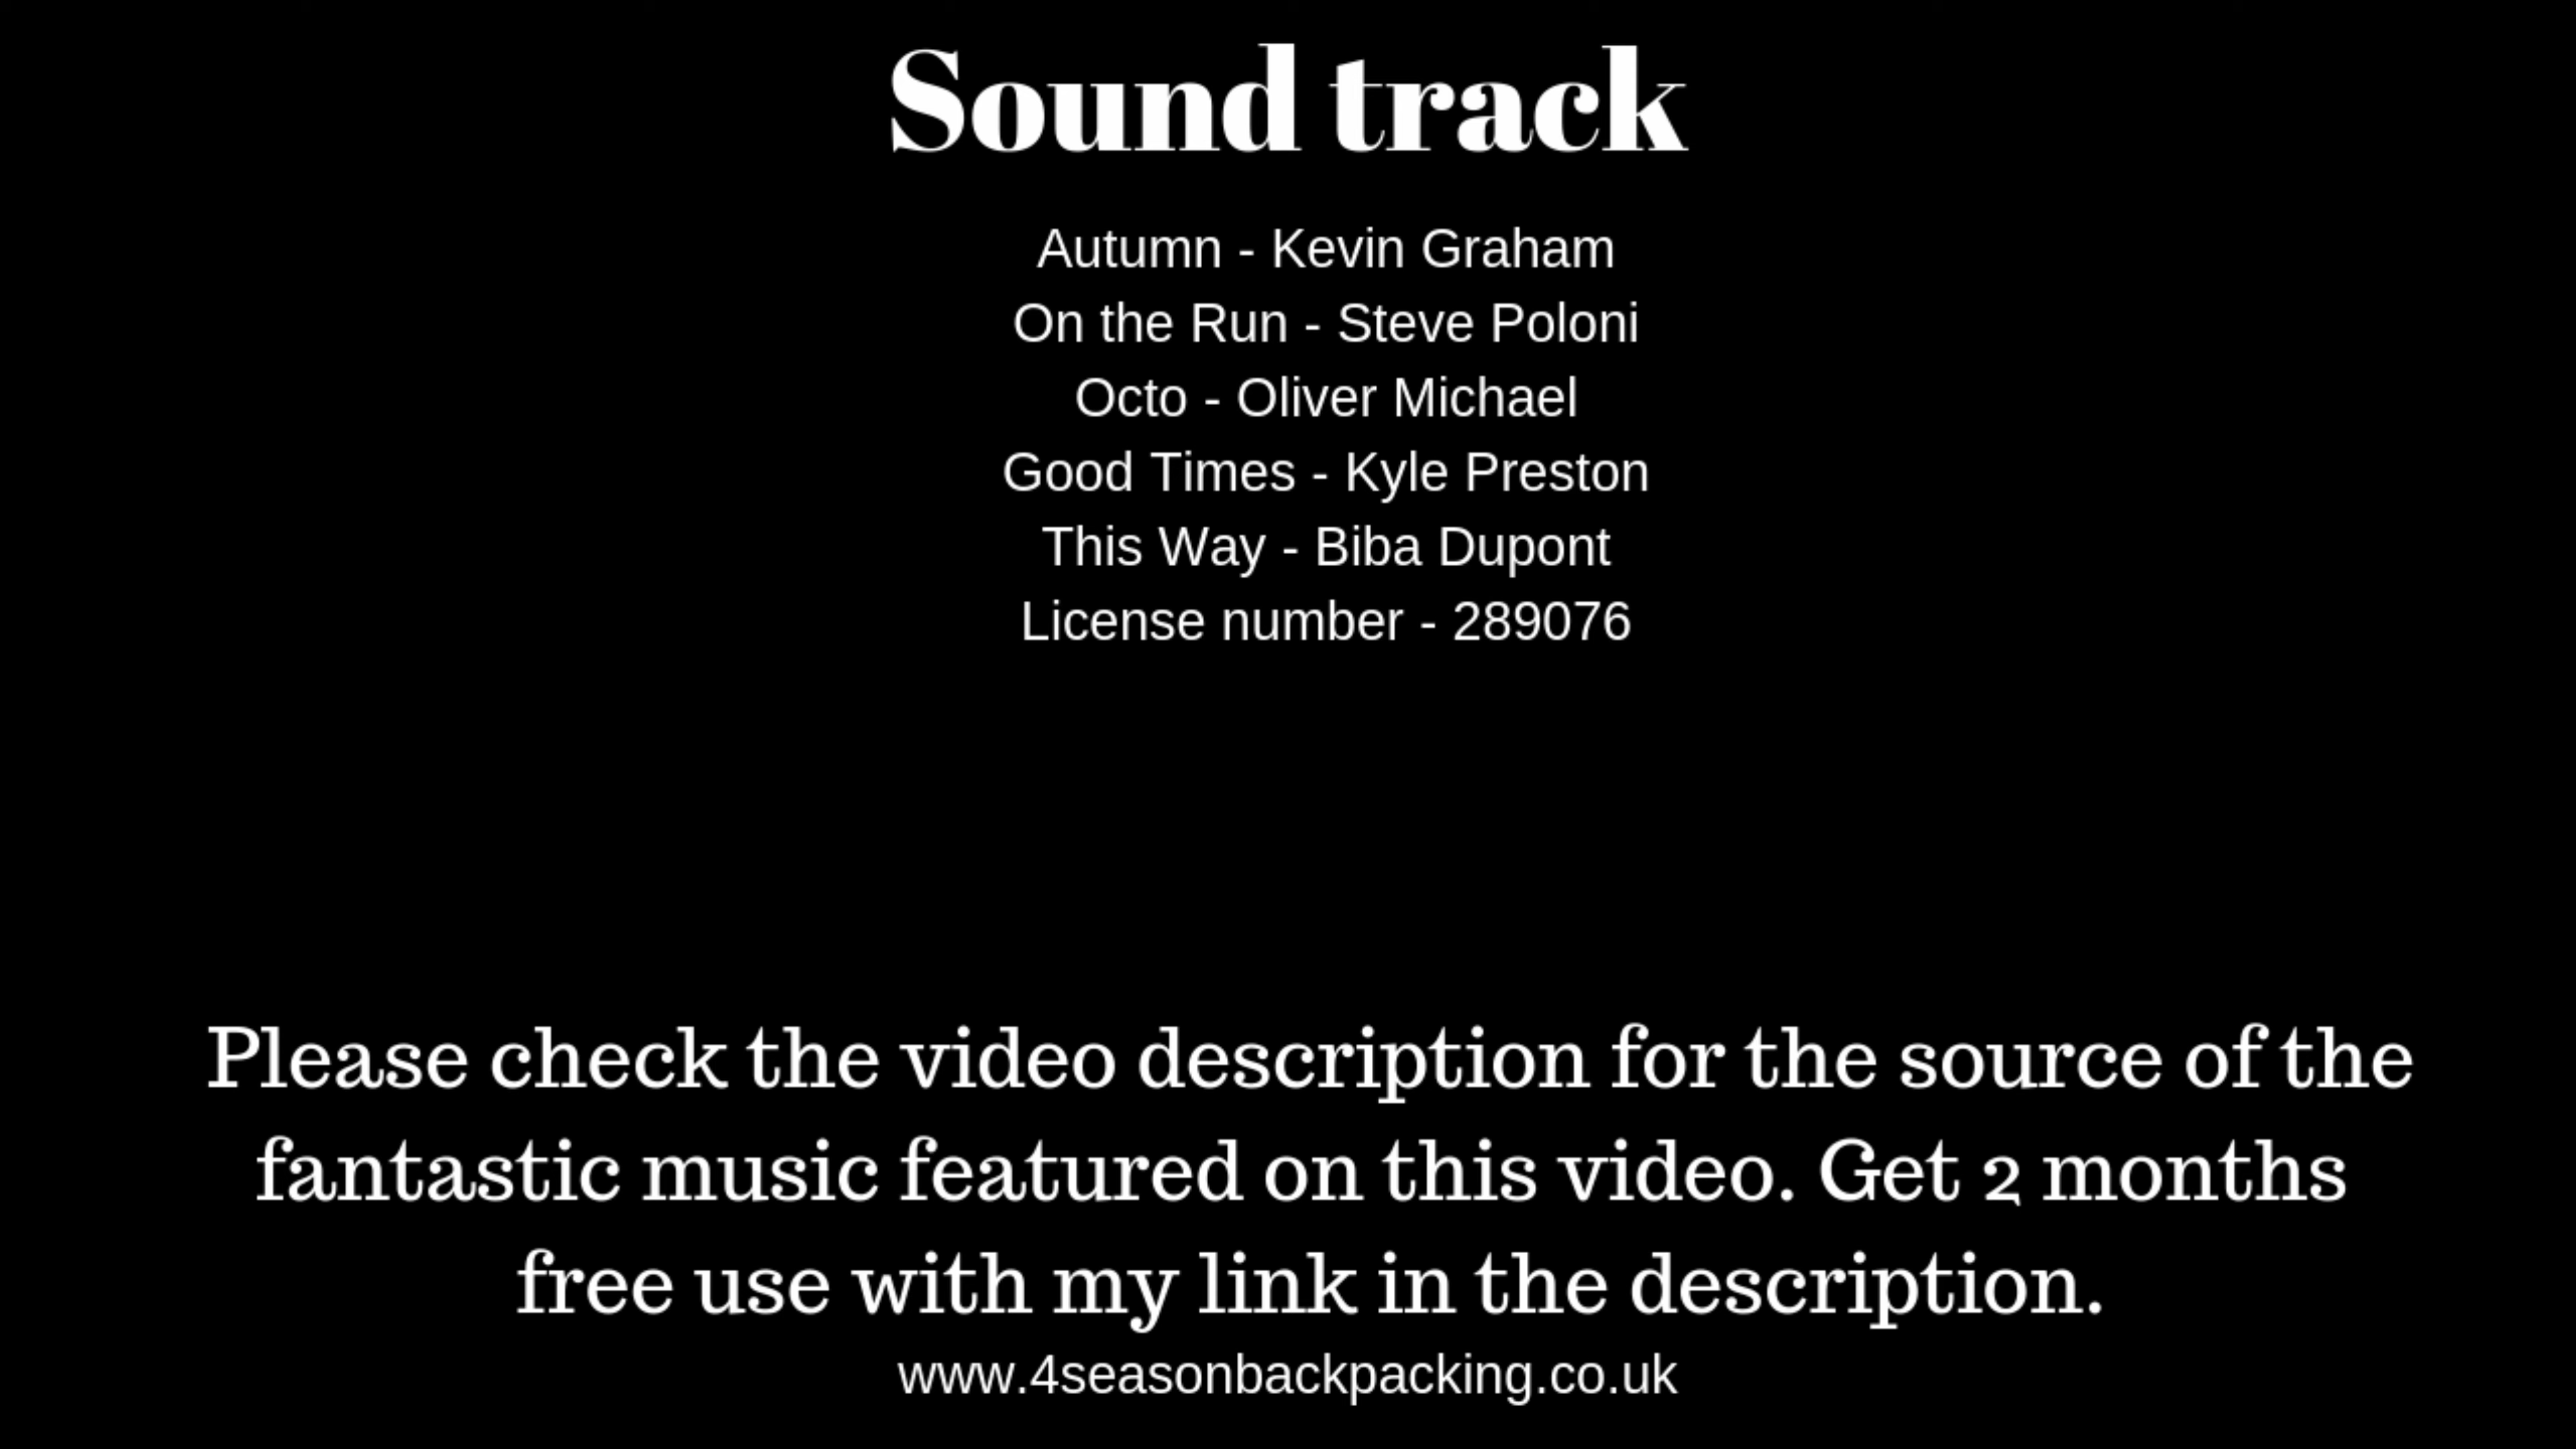 Sound track
Autumn - Kevin Graham
On the Run - Steve Poloni
Octo - Oliver Michael
Good Times - Kyle Preston
This Way - Biba Dupont
License number - 289076
Please check the video description for the source of the
fantastic music featured on this video. Get 2 months
free use with my link in the description.
www.4seasonbackpacking.co.uk